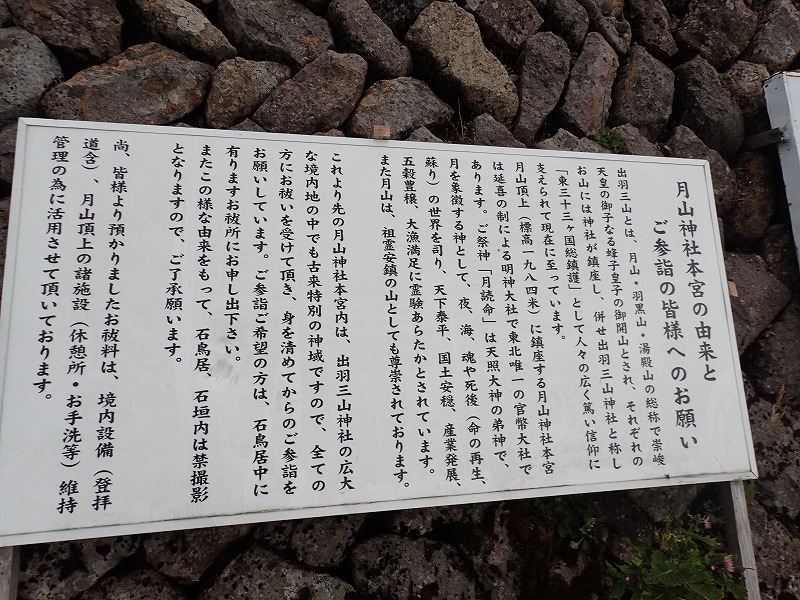 月山神社本宮の由来と
ご参詣の皆様へのお願い
出羽三山とは、月山・羽黒山・湯殿山の総称で崇峻
天皇の御子なる蜂子皇子の御開山とされ、それぞれの
お山には神社が鎮座し、併せ出羽三山神社と称し
「東三十三ヶ国総鎮護」として人々の広く篤い信仰に
支えられて現在に至っています。
月山頂上（標高一九八四米）に鎮座する月山神社本宮
は延喜の制による明神大社で東北唯一の官幣大社で
あります。ご祭神「月読命」は天照大神の弟神で、
月を象徴する神として、夜、海、魂や死後（命の再生、
蘇り）の世界を司り、天下泰平、国土安穏、産業発展、
五穀豊穣、大漁満足に霊験あらたかとされています。
また月山は、祖霊安鎮の山としても尊崇されております。
これより先の月山神社本宮内は、出羽三山神社の広大
な境内地の中でも古来特別の神域ですので、全ての
方にお祓いを受けて頂き、身を清めてからのご参詣を
お願いしています。ご参詣ご希望の方は、石鳥居中に
有りますお祓所にお申し出下さい。
またこの様な由来をもって、石鳥居、石垣内は禁撮影
となりますので、ご了承願います。
尚、皆様より預かりましたお祓料は、境内設備（登拝
道含）、月山頂上の諸施設（休憩所・お手洗等）維持
管理の為に活用させて頂いております。